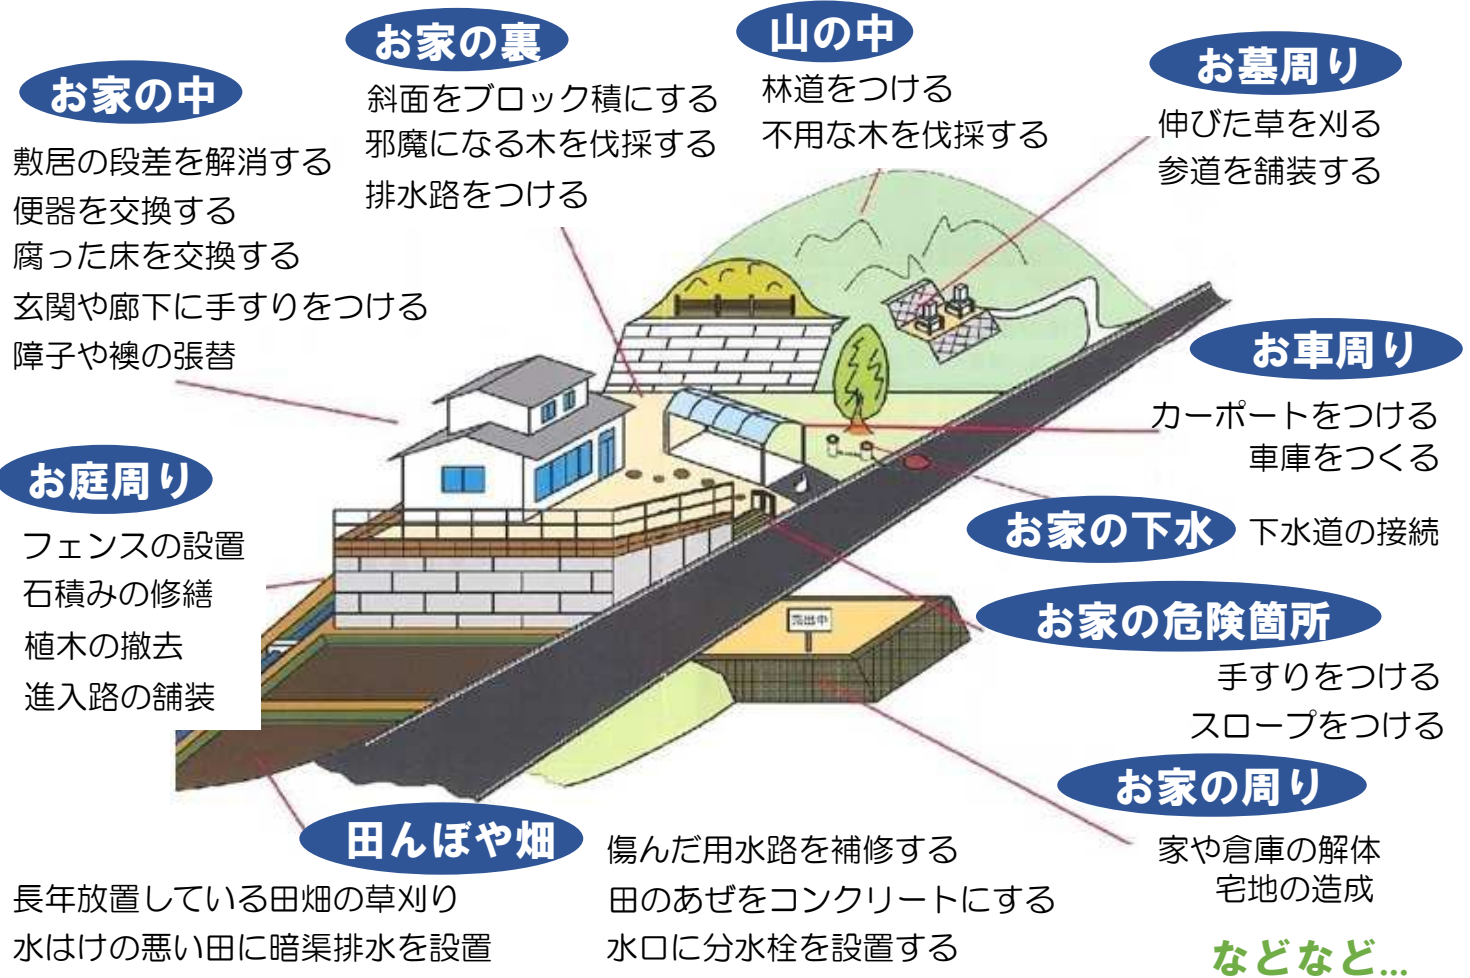 お家の中
敷居の段差を解消する
便器を交換する
腐った床を交換する
玄関や廊下に手すりをつける
障子や襖の張替
お家の裏
斜面をブロック積にする
邪魔になる木を伐採する
排水路をつける
山の中
林道をつける
不用な木を伐採する
お墓周り
伸びた草を刈る
参道を舗装する
お車周り
カーポートをつける
車庫をつくる
お庭周り
フェンスの設置
石積みの修繕
植木の撤去
進入路の舗装
お家の下水
下水道の接続
お家の危険箇所
手すりをつける
スロープをつける
売出中
お家の周り
家や倉庫の解体
宅地の造成
田んぼや畑
長年放置している田畑の草刈り
水はけの悪い田に暗渠排水を設置
傷んだ用水路を補修する
田のあぜをコンクリートにする
水口に分水栓を設置する
などなど...